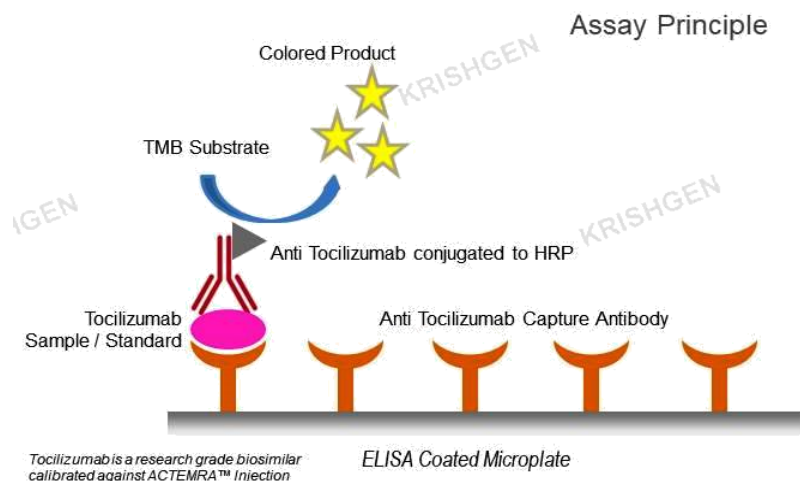 Assay Principle
Colored Product
KRISHGEN
TMB Substrate
HGEN
KRISHGEN
Anti Tocilizumab conjugated to HRP
Tocilizumab
Sample / Standard
Anti Tocilizumab Capture Antibody
Tocilizumab is a research grade biosimilar
calibrated against ACTEMRA™ Injection
ELISA Coated Microplate